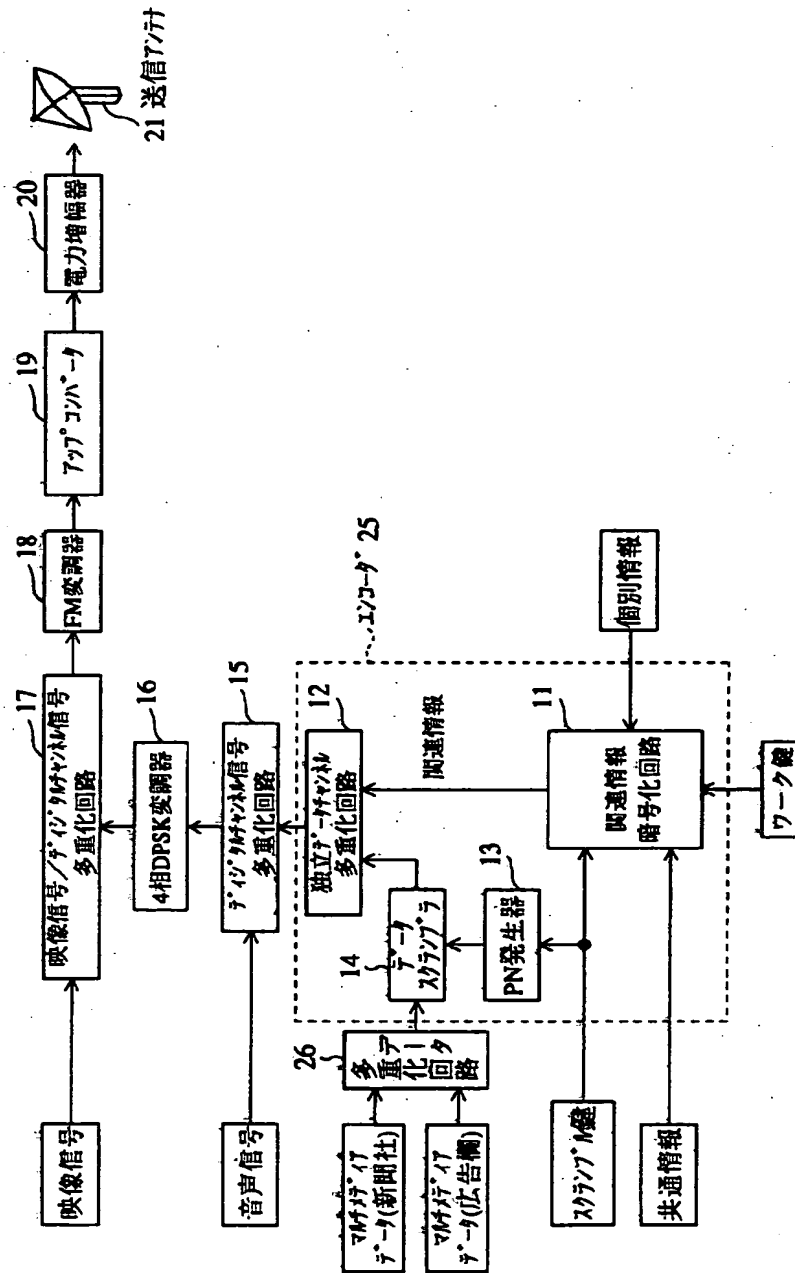 映像信号
17
映像信号／ディジタルチャンネル信号
多重化回路
18
FM変調器
19
アップコンバータ
20
電力増幅器
21 送信アンテナ
16
4相DPSK変調器
音声信号
15
ディジタルチャンネル信号
多重化回路
エンコーダ 25
12
独立データチャンネル
多重化回路
関連情報
マルチメディア
データ(新聞社)
マルチメディア
データ(広告欄)
26
データ
多重化回路
14
データ
スクランブラ
13
PN発生器
11
関連情報
暗号化回路
個別情報
スクランブル鍵
共通情報
ワーク鍵